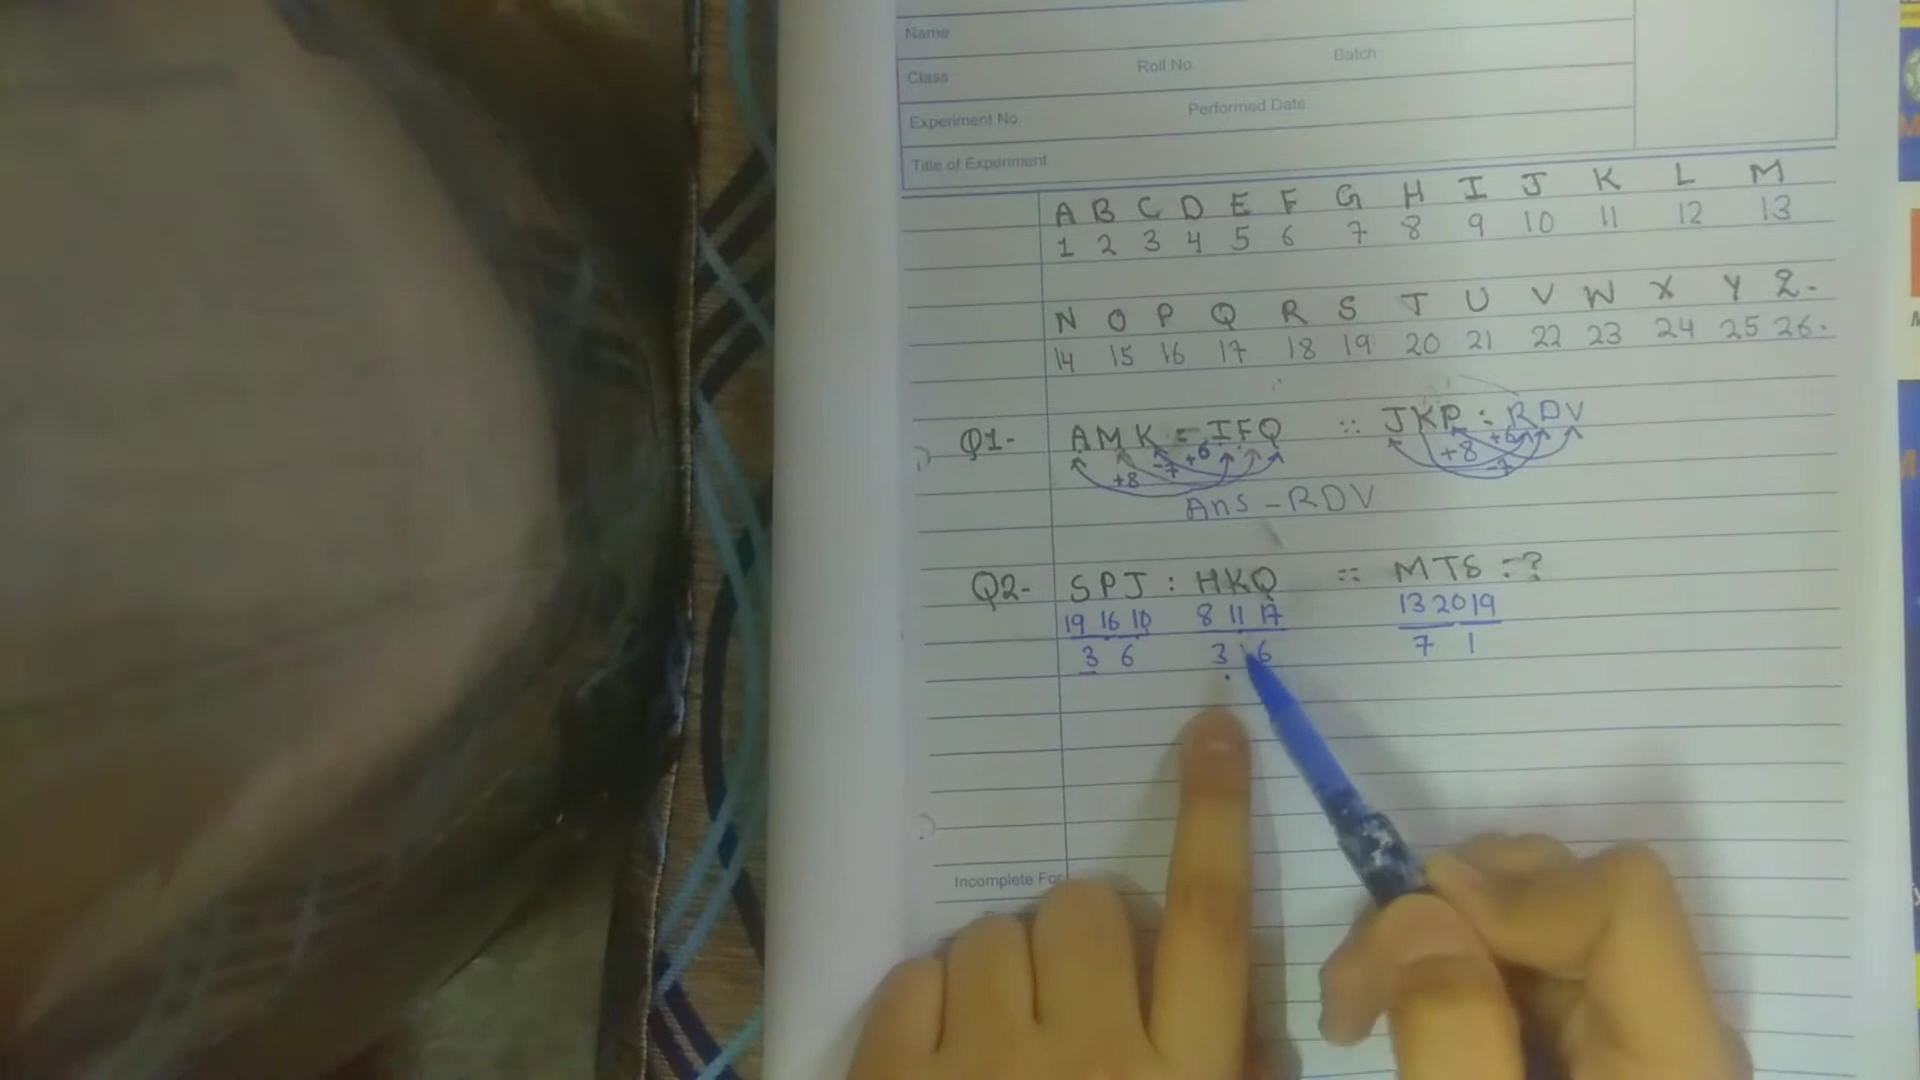 Name
Class Roll No. Batch
Experiment No. Performed Date
Title of Experiment
A B C D E F G H I J K L M
1 2 3 4 5 6 7 8 9 10 11 12 13
N O P Q R S T U V W X Y Z.
14 15 16 17 18 19 20 21 22 23 24 25 26.
Q1- AMK = IFQ :: JKP : RDV
+8 -7 +6 +8 +6 -7
Ans - RDV
Q2- SPJ : HKQ :: MTS : ?
19 16 10 8 11 17 13 20 19
3 6 3 6 7 1
Incomplete For